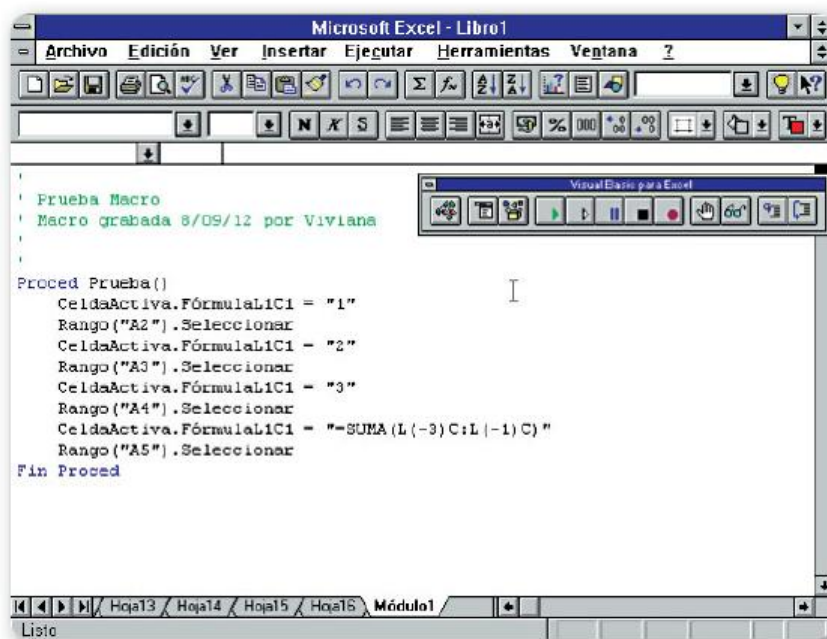 Microsoft Excel - Libro1
Archivo Edición Ver Insertar Ejecutar Herramientas Ventana ?
N K S % 000
Visual Basic para Excel
'
' Prueba Macro
' Macro grabada 8/09/12 por Viviana
'
'
Proced Prueba()
CeldaActiva.FórmulaL1C1 = "1"
Rango("A2").Seleccionar
CeldaActiva.FórmulaL1C1 = "2"
Rango("A3").Seleccionar
CeldaActiva.FórmulaL1C1 = "3"
Rango("A4").Seleccionar
CeldaActiva.FórmulaL1C1 = "=SUMA(L(-3)C:L(-1)C)"
Rango("A5").Seleccionar
Fin Proced
Hoja13 / Hoja14 / Hoja15 / Hoja16 \ Módulo1 /
Listo